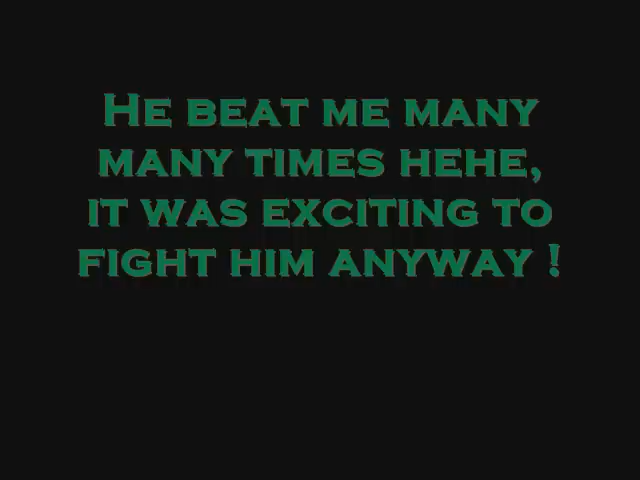 He beat me many
many times hehe,
it was exciting to
fight him anyway !